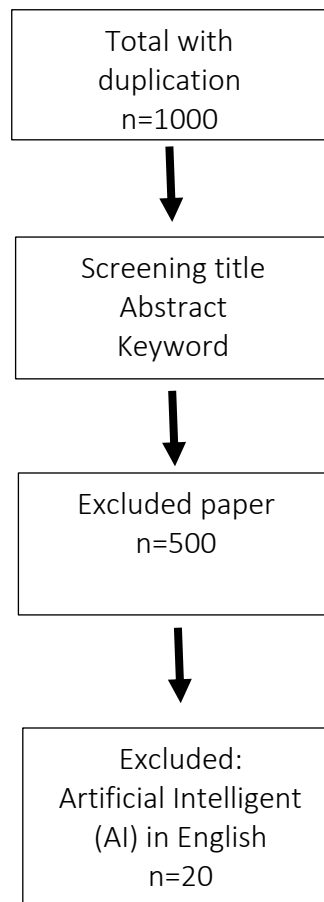 Total with
duplication
n=1000
Screening title
Abstract
Keyword
Excluded paper
n=500
Excluded:
Artificial Intelligent
(AI) in English
n=20